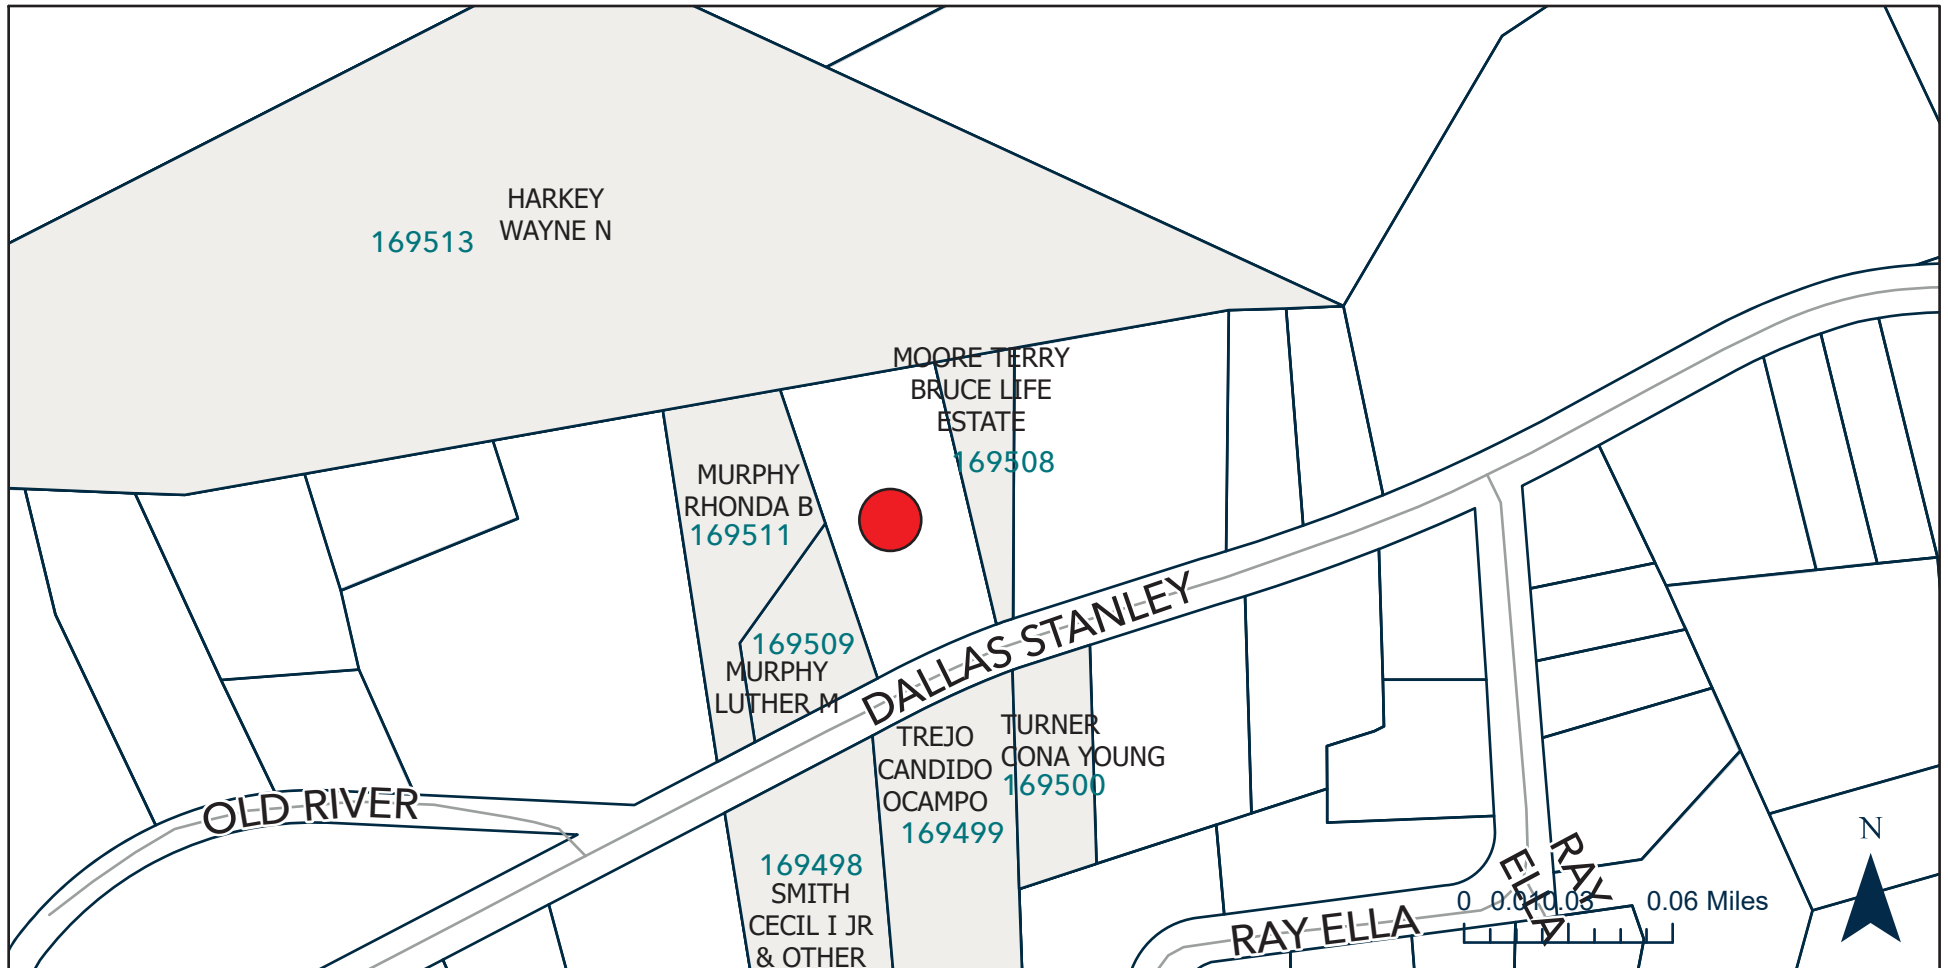 HARKEY
WAYNE N
169513
MOORE TERRY
BRUCE LIFE
ESTATE
169508
MURPHY
RHONDA B
169511
169509
MURPHY
LUTHER M
DALLAS STANLEY
TREJO
CANDIDO
OCAMPO
169499
TURNER
CONA YOUNG
169500
OLD RIVER
169498
SMITH
CECIL I JR
& OTHER
RAY ELLA
RAY
ELLA
N
0 0.01 0.03 0.06 Miles